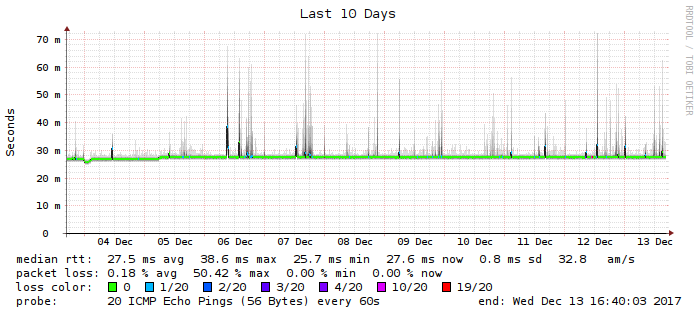 Last 10 Days
RRDTOOL / TOBI OETIKER
Seconds
70 m
60 m
50 m
40 m
30 m
20 m
10 m
0
04 Dec 05 Dec 06 Dec 07 Dec 08 Dec 09 Dec 10 Dec 11 Dec 12 Dec 13 Dec
median rtt: 27.5 ms avg 38.6 ms max 25.7 ms min 27.6 ms now 0.8 ms sd 32.8 am/s
packet loss: 0.18 % avg 50.42 % max 0.00 % min 0.00 % now
loss color: 0 1/20 2/20 3/20 4/20 10/20 19/20
probe: 20 ICMP Echo Pings (56 Bytes) every 60s end: Wed Dec 13 16:40:03 2017